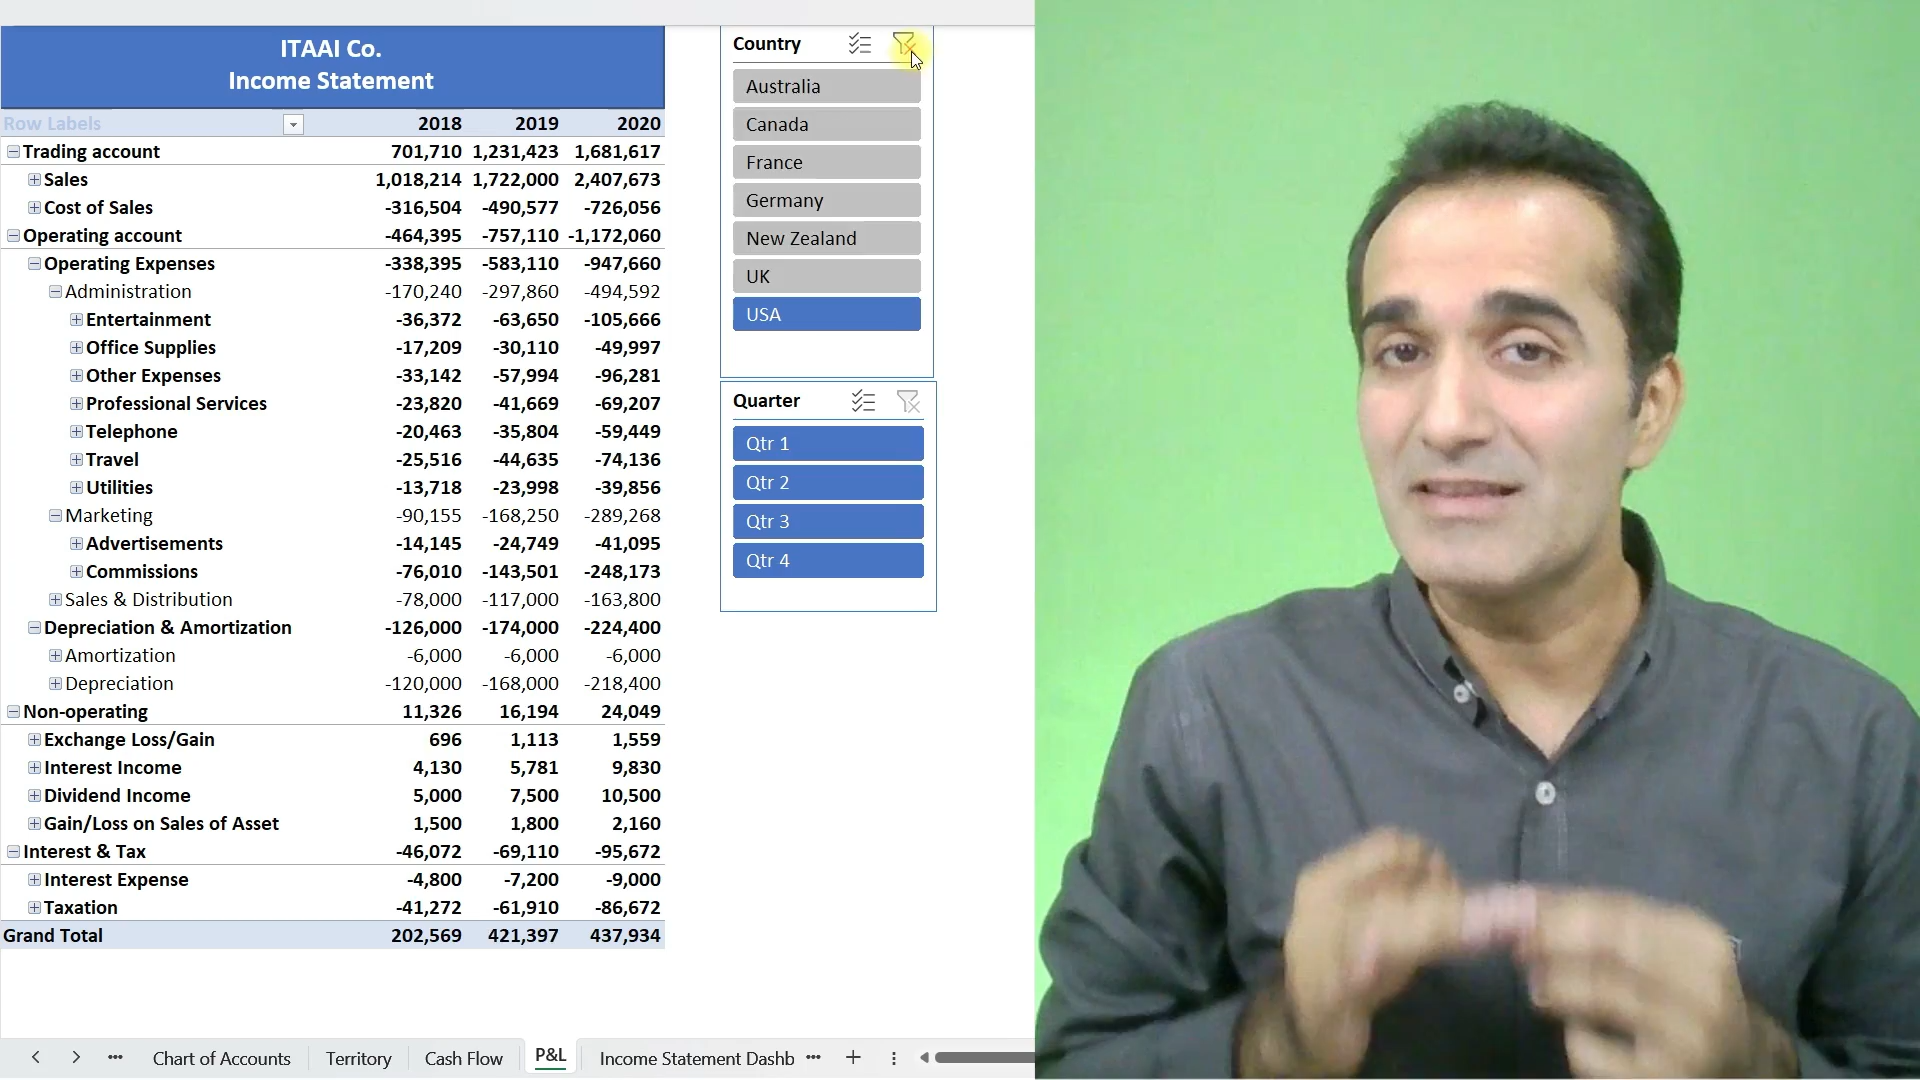 ITAAI Co.
Income Statement
Row Labels 2018 2019 2020
Trading account 701,710 1,231,423 1,681,617
Sales 1,018,214 1,722,000 2,407,673
Cost of Sales -316,504 -490,577 -726,056
Operating account -464,395 -757,110 -1,172,060
Operating Expenses -338,395 -583,110 -947,660
Administration -170,240 -297,860 -494,592
Entertainment -36,372 -63,650 -105,666
Office Supplies -17,209 -30,110 -49,997
Other Expenses -33,142 -57,994 -96,281
Professional Services -23,820 -41,669 -69,207
Telephone -20,463 -35,804 -59,449
Travel -25,516 -44,635 -74,136
Utilities -13,718 -23,998 -39,856
Marketing -90,155 -168,250 -289,268
Advertisements -14,145 -24,749 -41,095
Commissions -76,010 -143,501 -248,173
Sales & Distribution -78,000 -117,000 -163,800
Depreciation & Amortization -126,000 -174,000 -224,400
Amortization -6,000 -6,000 -6,000
Depreciation -120,000 -168,000 -218,400
Non-operating 11,326 16,194 24,049
Exchange Loss/Gain 696 1,113 1,559
Interest Income 4,130 5,781 9,830
Dividend Income 5,000 7,500 10,500
Gain/Loss on Sales of Asset 1,500 1,800 2,160
Interest & Tax -46,072 -69,110 -95,672
Interest Expense -4,800 -7,200 -9,000
Taxation -41,272 -61,910 -86,672
Grand Total 202,569 421,397 437,934
Country
Australia
Canada
France
Germany
New Zealand
UK
USA
Quarter
Qtr 1
Qtr 2
Qtr 3
Qtr 4
Chart of Accounts Territory Cash Flow P&L Income Statement Dashb